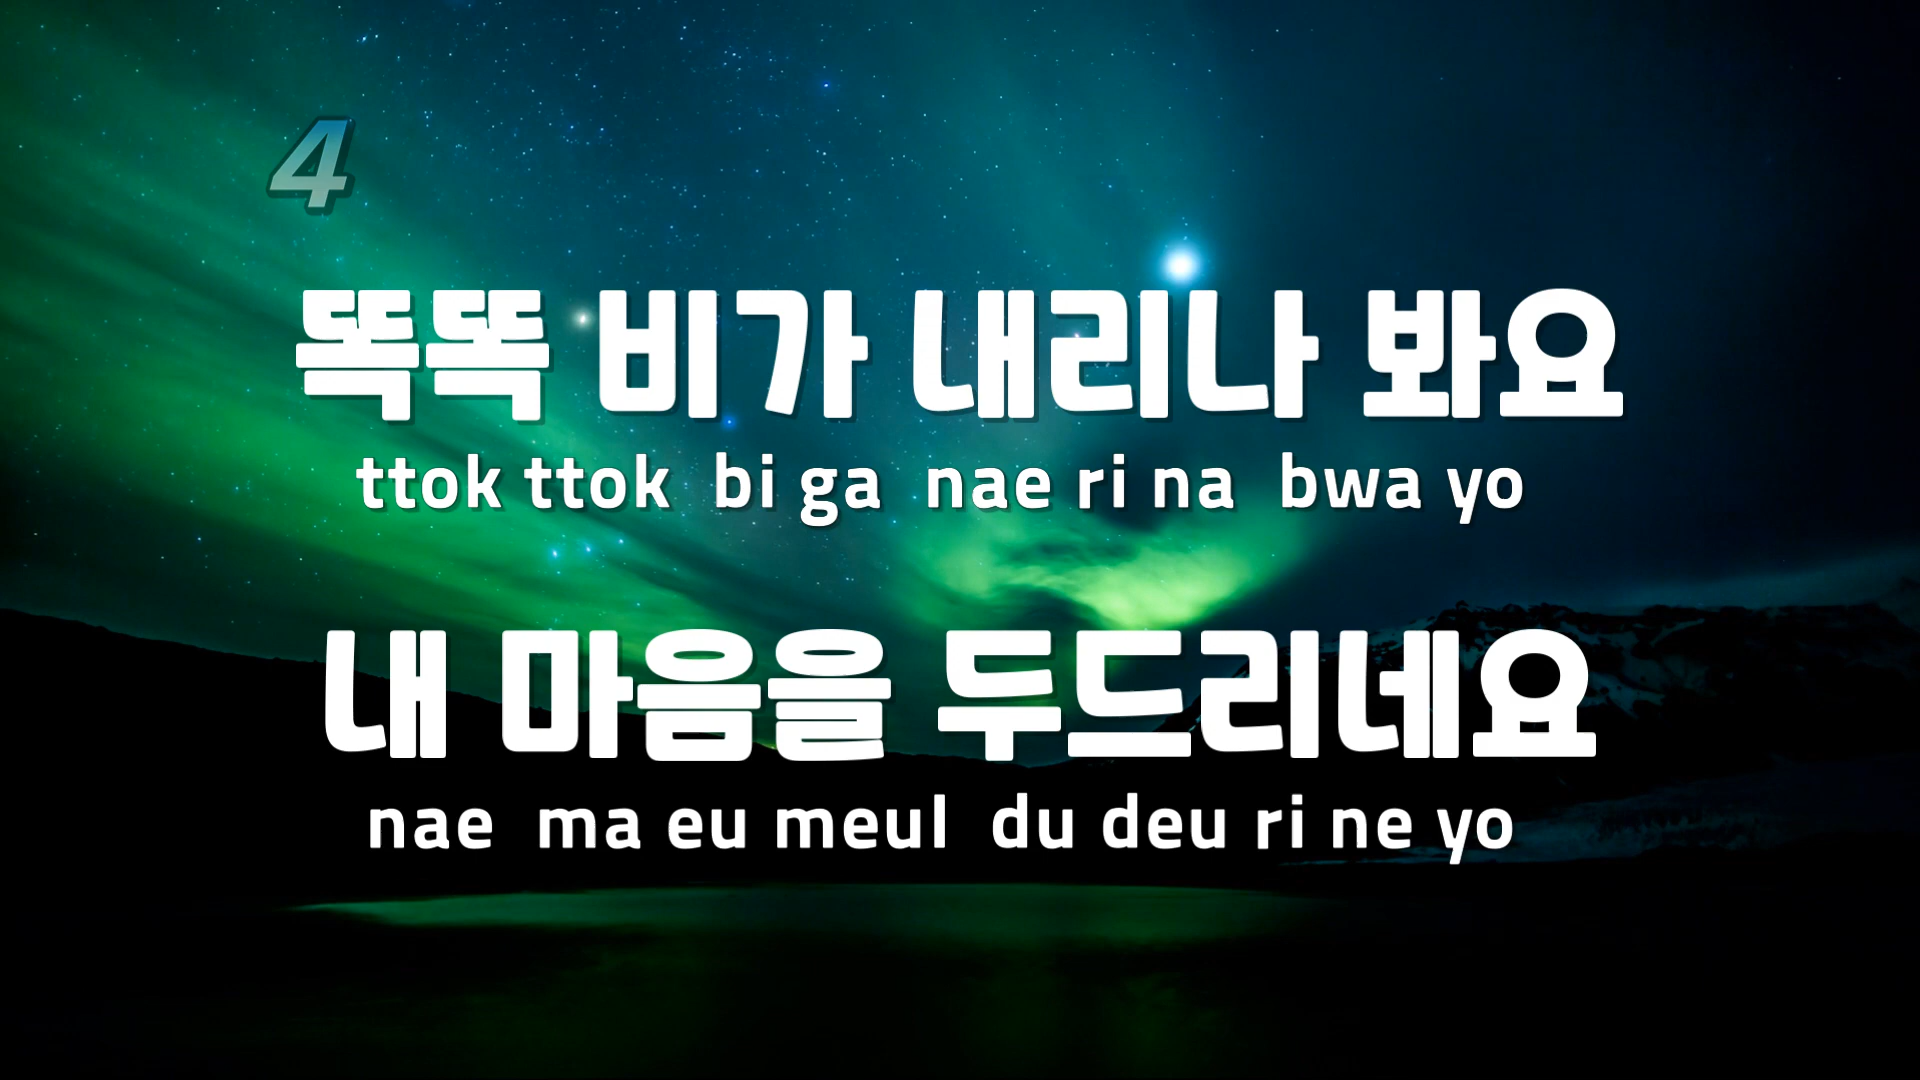 4
똑똑 비가 내리나 봐요
ttok ttok bi ga nae ri na bwa yo
내 마음을 두드리네요
nae ma eu meul du deu ri ne yo